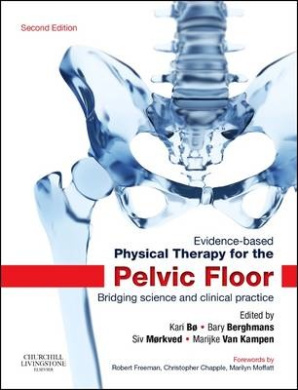 Second Edition
Evidence-based
Physical Therapy for the
Pelvic Floor
Bridging science and clinical practice
Edited by
Kari Bø • Bary Berghmans
Siv Mørkved • Marijke Van Kampen
Forewords by
Robert Freeman, Christopher Chapple, Marilyn Moffatt
CHURCHILL
LIVINGSTONE
ELSEVIER